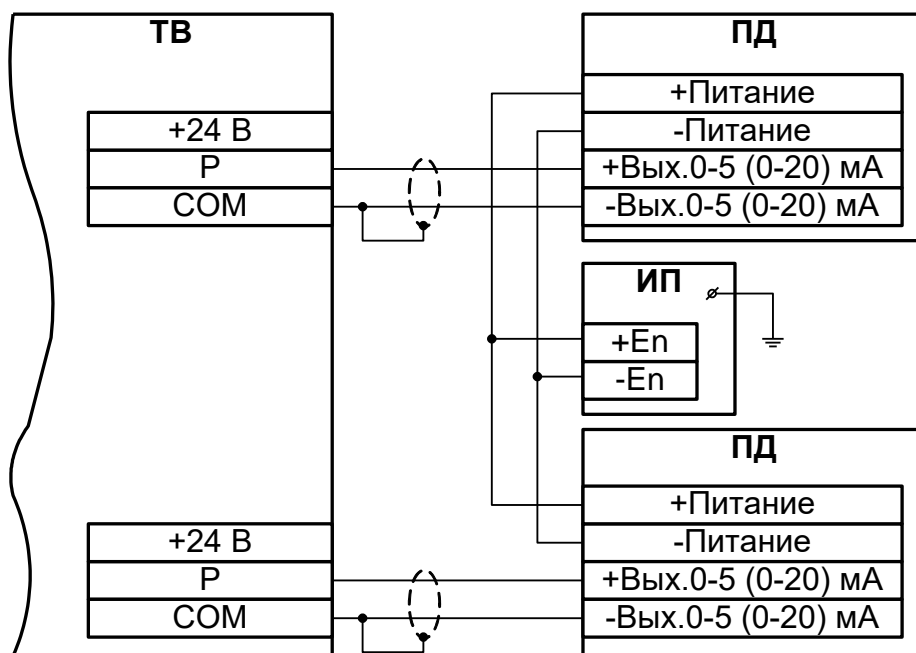 ТВ
+24 В
P
COM
ПД
+Питание
-Питание
+Вых.0-5 (0-20) мА
-Вых.0-5 (0-20) мА
ИП
+En
-En
ПД
+Питание
-Питание
+Вых.0-5 (0-20) мА
-Вых.0-5 (0-20) мА
+24 В
P
COM